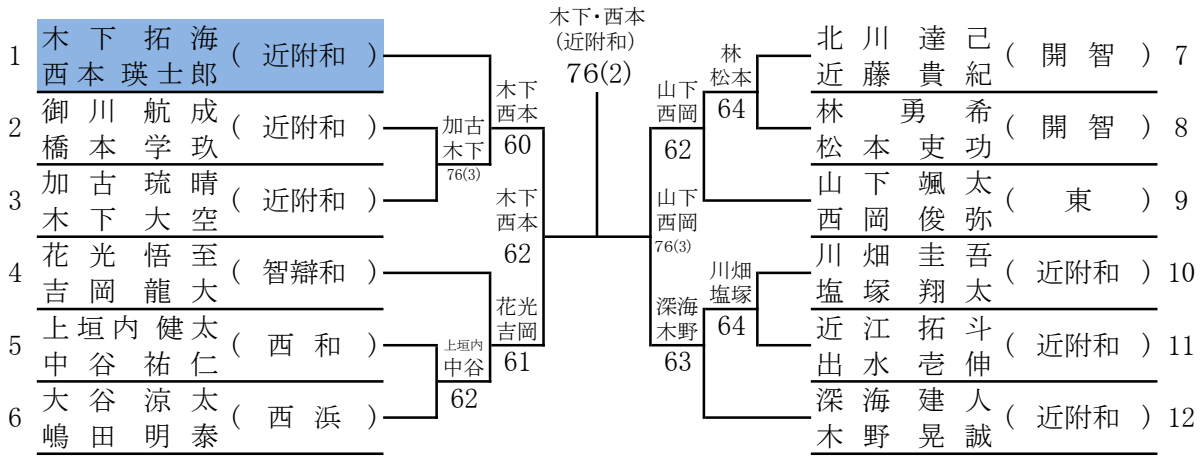 木下・西本
(近附和)
76(2)
1 木下拓海 西本瑛士郎 (近附和)
2 御川航成 橋本学玖 (近附和)
3 加古琉晴 木下大空 (近附和)
4 花光悟至 吉岡龍大 (智辯和)
5 上垣内健太 中谷祐仁 (西和)
6 大谷涼太 嶋田明泰 (西浜)
加古
木下
76(3)
上垣内
中谷
62
木下
西本
60
花光
吉岡
61
木下
西本
62
山下
西岡
76(3)
山下
西岡
62
深海
木野
63
林
松本
64
川畑
塩塚
64
北川達己 近藤貴紀 (開智) 7
林勇希 松本吏功 (開智) 8
山下颯太 西岡俊弥 (東) 9
川畑圭吾 塩塚翔太 (近附和) 10
近江拓斗 出水壱伸 (近附和) 11
深海建人 木野晃誠 (近附和) 12